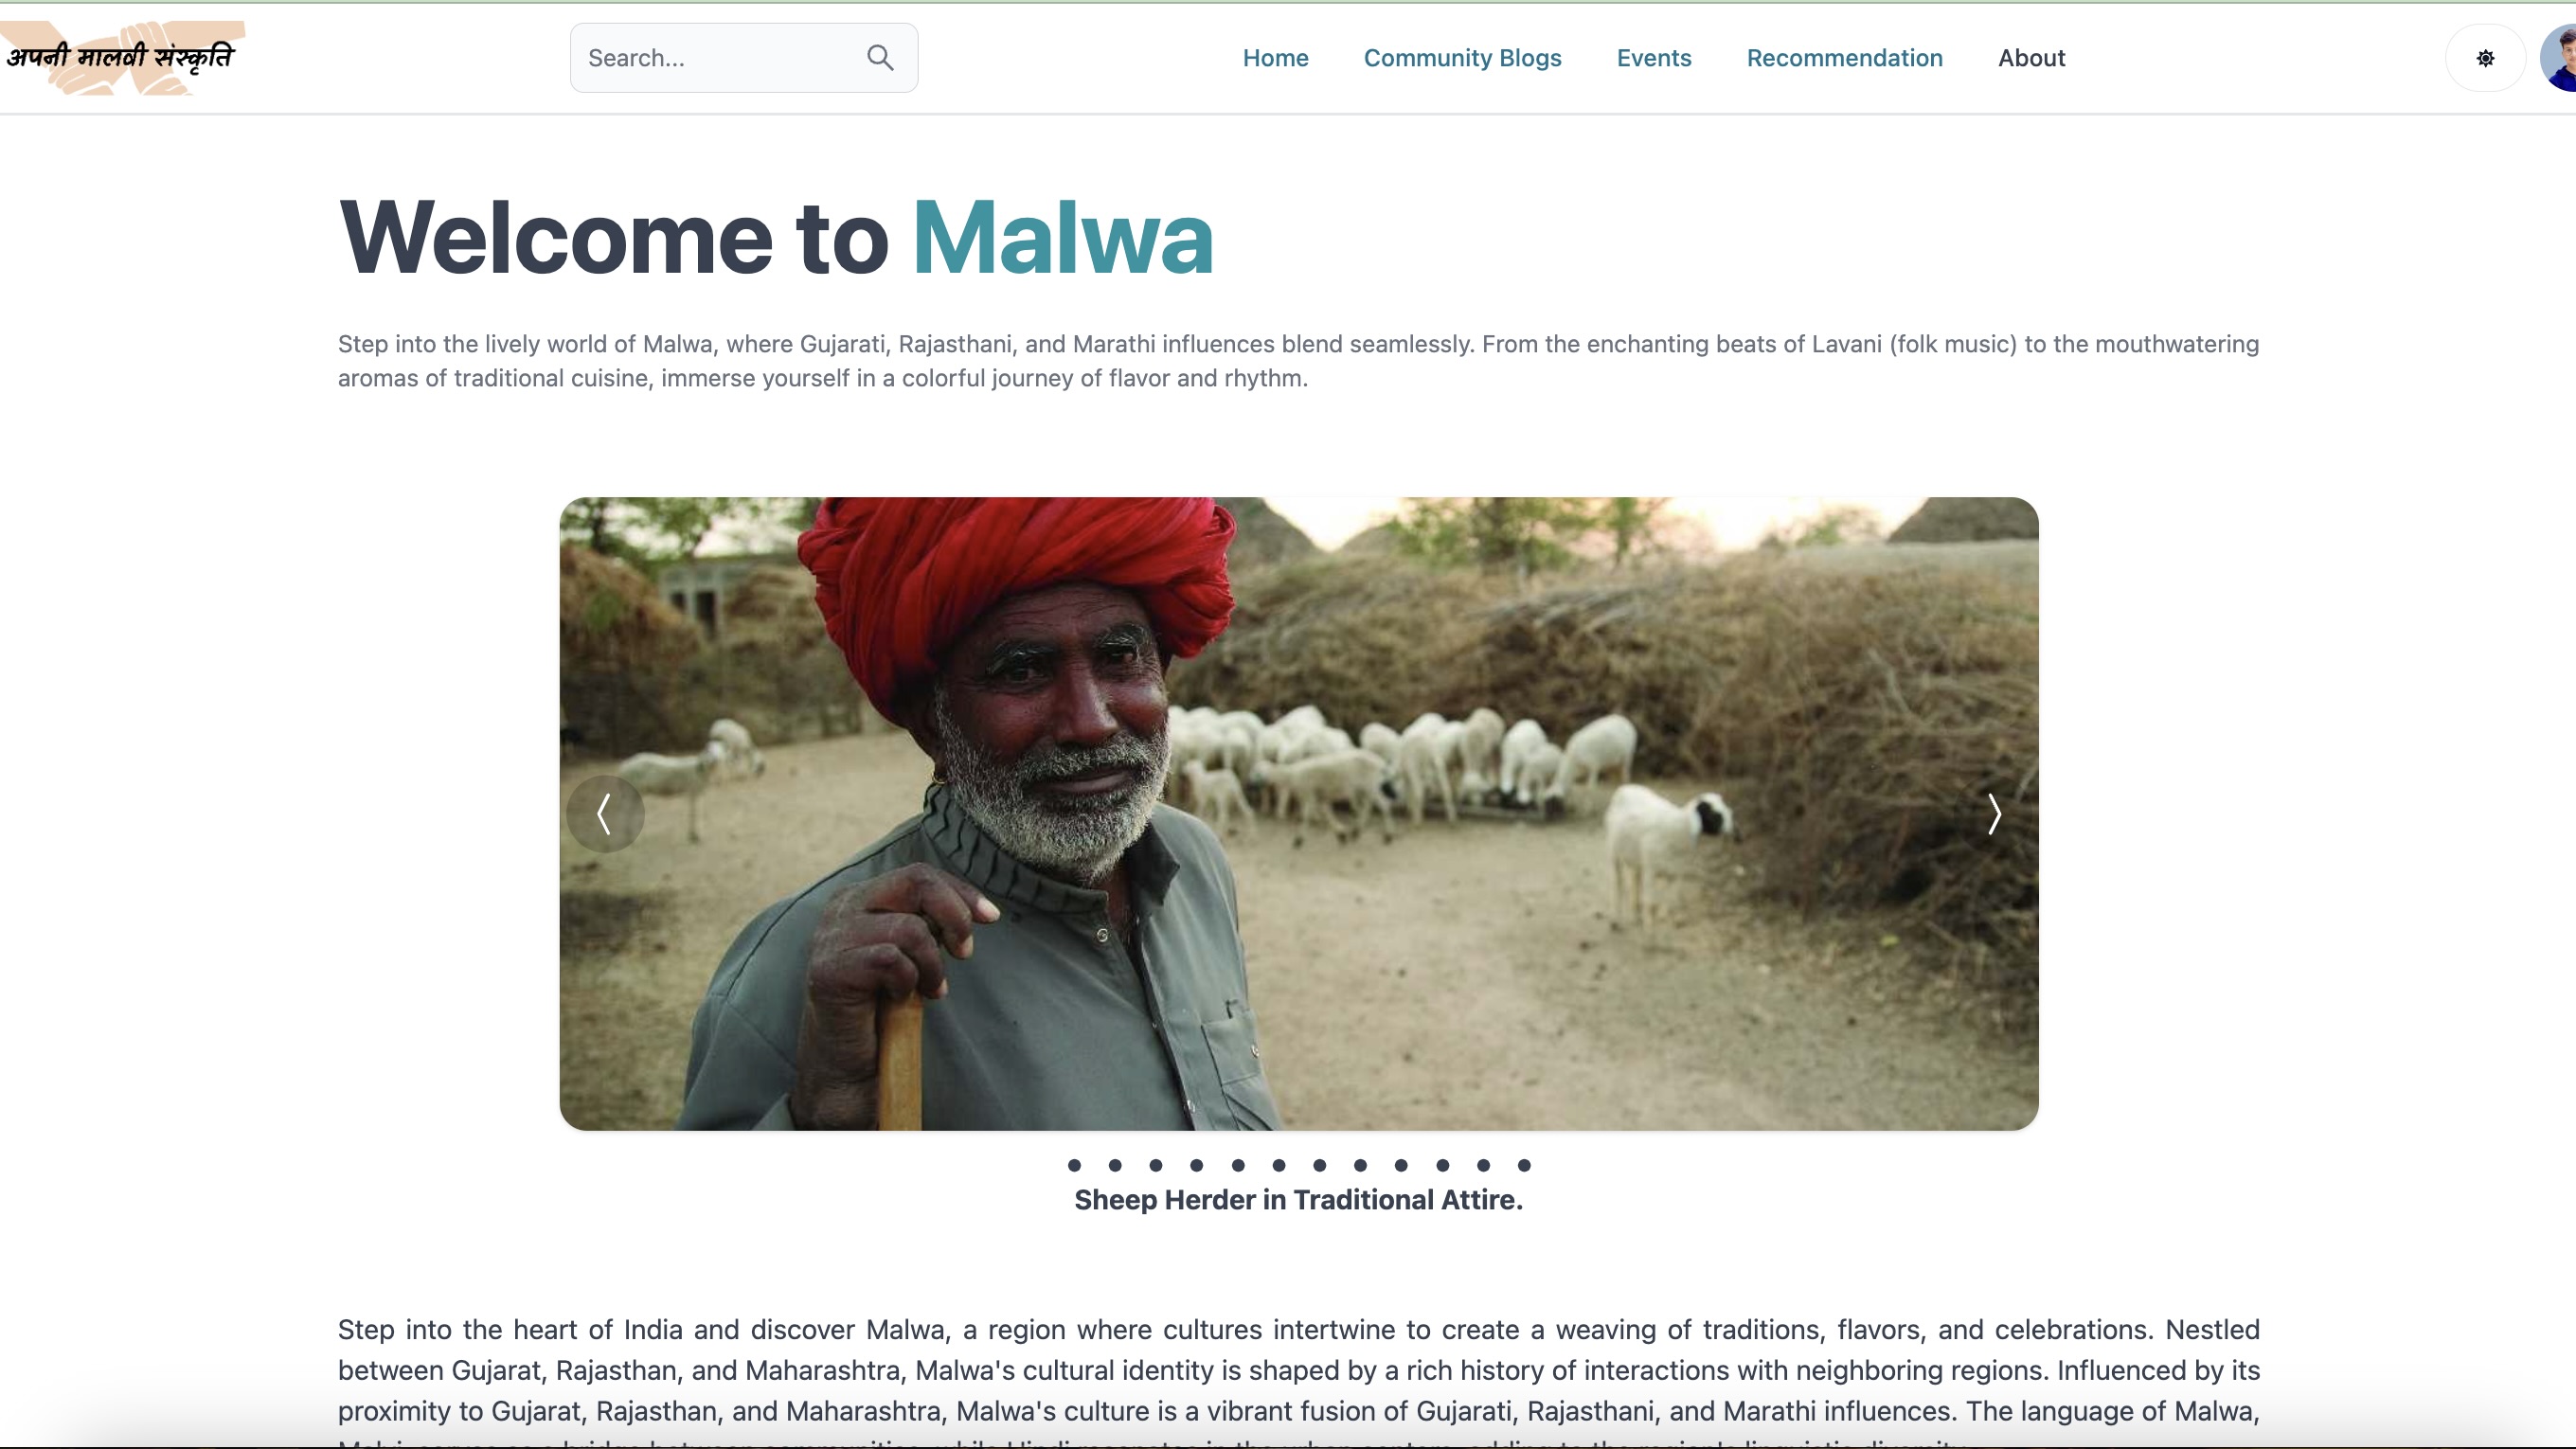 अपनी मालवी संस्कृति
Search...
Home
Community Blogs
Events
Recommendation
About
Welcome to Malwa
Step into the lively world of Malwa, where Gujarati, Rajasthani, and Marathi influences blend seamlessly. From the enchanting beats of Lavani (folk music) to the mouthwatering
aromas of traditional cuisine, immerse yourself in a colorful journey of flavor and rhythm.
Sheep Herder in Traditional Attire.
Step into the heart of India and discover Malwa, a region where cultures intertwine to create a weaving of traditions, flavors, and celebrations. Nestled
between Gujarat, Rajasthan, and Maharashtra, Malwa's cultural identity is shaped by a rich history of interactions with neighboring regions. Influenced by its
proximity to Gujarat, Rajasthan, and Maharashtra, Malwa's culture is a vibrant fusion of Gujarati, Rajasthani, and Marathi influences. The language of Malwa,